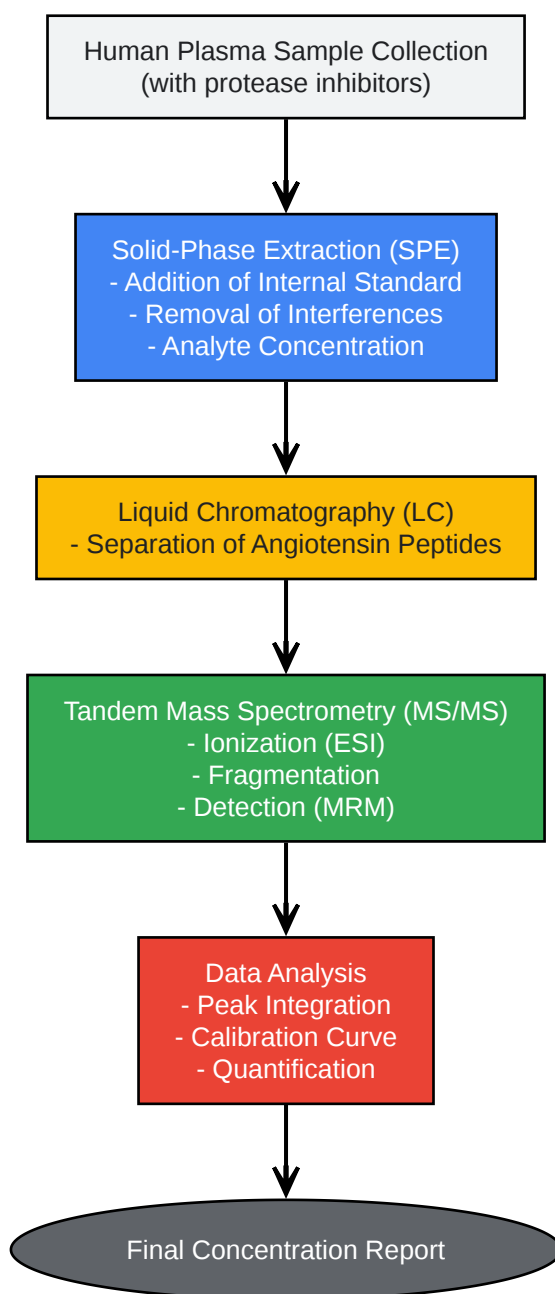 Human Plasma Sample Collection
(with protease inhibitors)
Solid-Phase Extraction (SPE)
- Addition of Internal Standard
- Removal of Interferences
- Analyte Concentration
Liquid Chromatography (LC)
- Separation of Angiotensin Peptides
Tandem Mass Spectrometry (MS/MS)
- Ionization (ESI)
- Fragmentation
- Detection (MRM)
Data Analysis
- Peak Integration
- Calibration Curve
- Quantification
Final Concentration Report